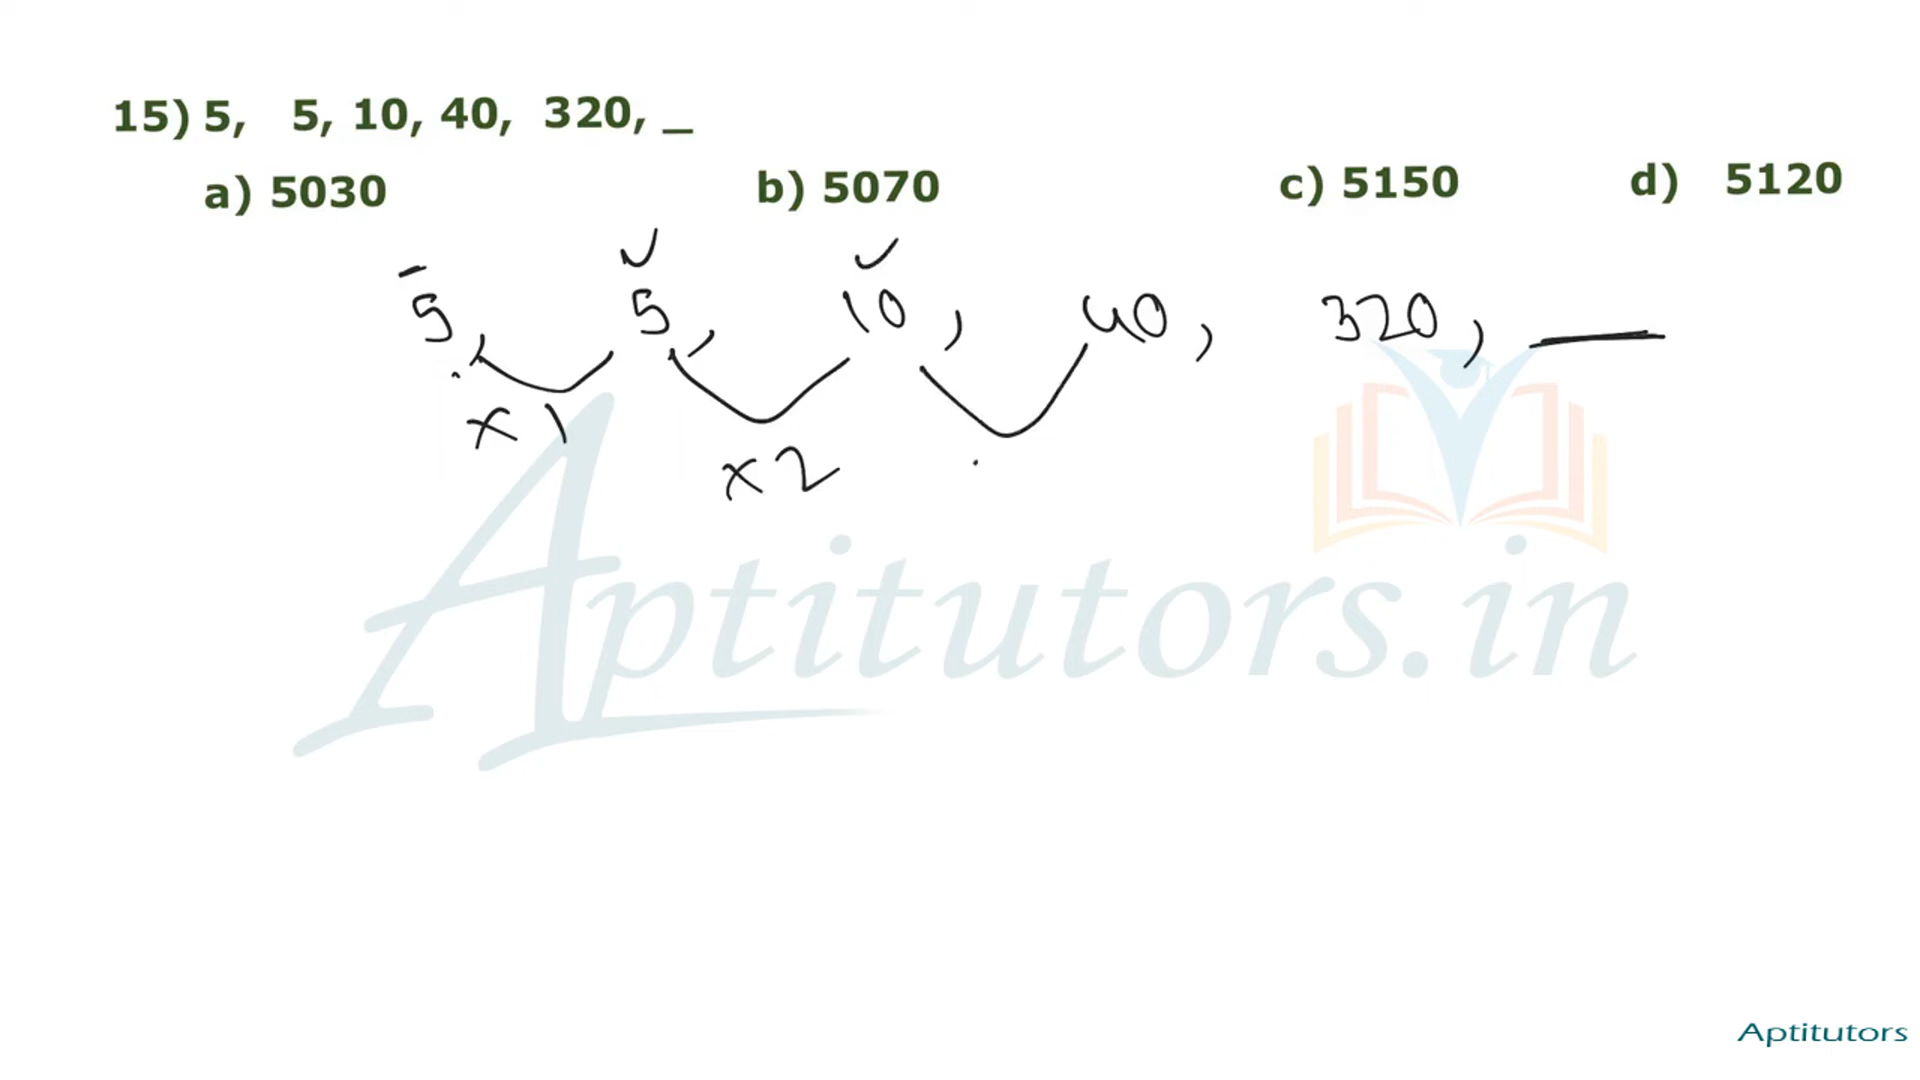 15) 5, 5, 10, 40, 320, _
a) 5030 b) 5070 c) 5150 d) 5120
5, 5, 10, 40, 320, __
x 1
x 2
Aptitutors.in
Aptitutors